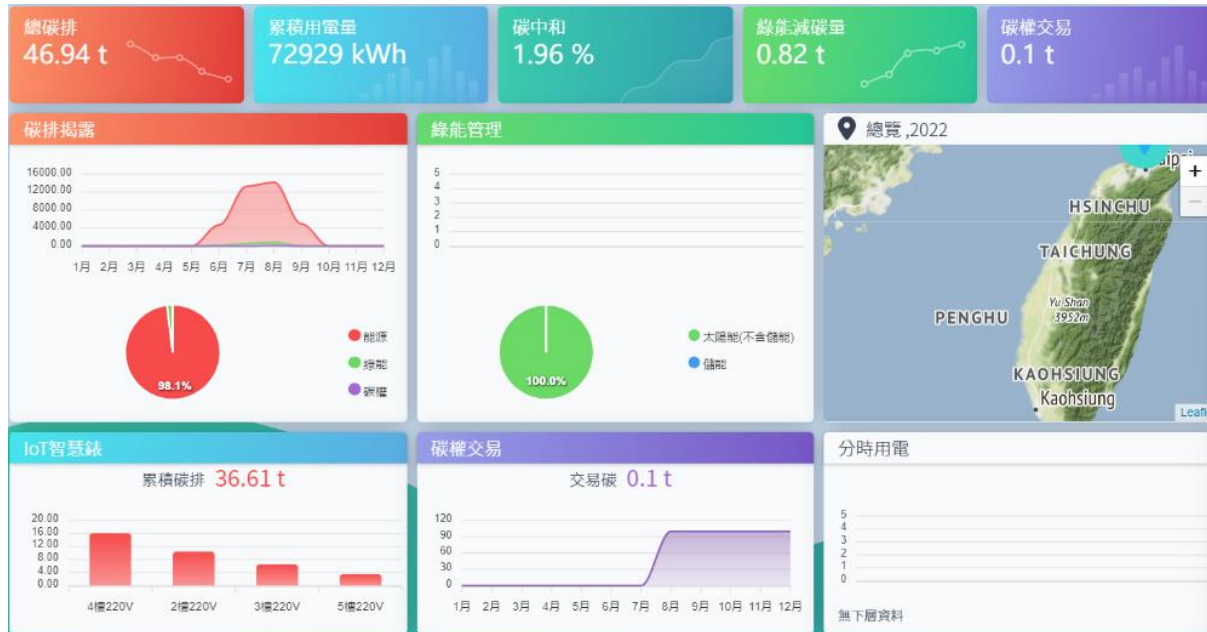 總碳排
46.94 t
累積用電量
72929 kWh
碳中和
1.96 %
綠能減碳量
0.82 t
碳權交易
0.1 t
碳排揭露
16000.00
12000.00
8000.00
4000.00
0.00
1月 2月 3月 4月 5月 6月 7月 8月 9月 10月 11月 12月
98.1%
能源
綠能
碳權
綠能管理
5
4
3
2
1
0
100.0%
太陽能(不含儲能)
儲能
總覽 ,2022
HSINCHU
TAICHUNG
Yu Shan
3952m
PENGHU
KAOHSIUNG
Kaohsiung
+
−
IoT智慧錶
累積碳排 36.61 t
20.00
16.00
12.00
8.00
4.00
0.00
4樓220V 2樓220V 3樓220V 5樓220V
碳權交易
交易碳 0.1 t
120
90
60
30
0
1月 2月 3月 4月 5月 6月 7月 8月 9月 10月 11月 12月
分時用電
5
4
3
2
1
0
無下層資料